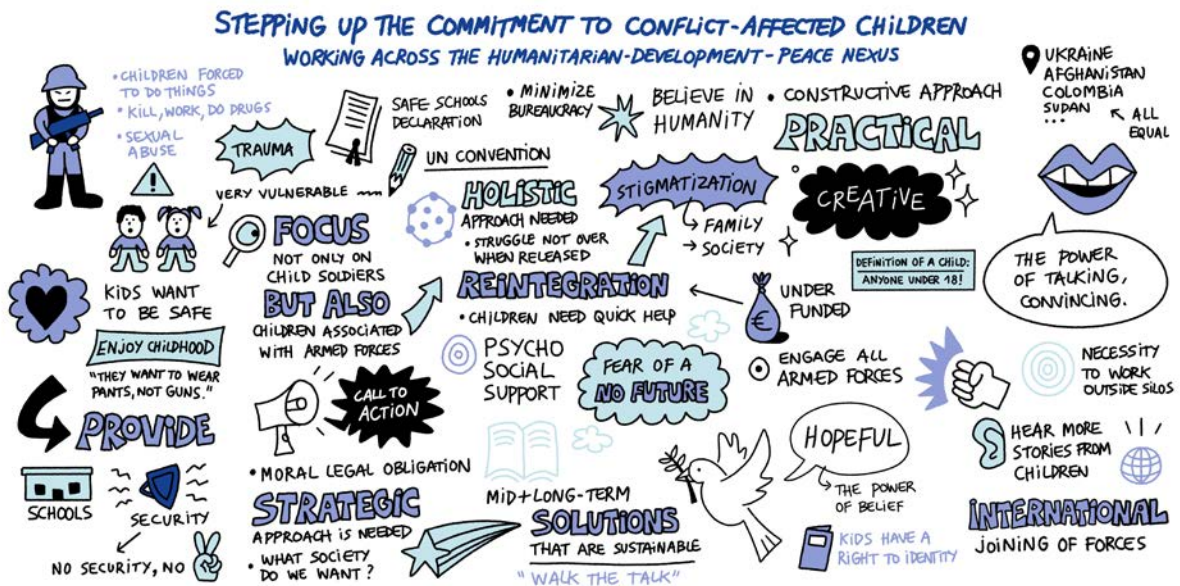 STEPPING UP THE COMMITMENT TO CONFLICT-AFFECTED CHILDREN
WORKING ACROSS THE HUMANITARIAN-DEVELOPMENT-PEACE NEXUS
• CHILDREN FORCED
TO DO THINGS
• KILL, WORK, DO DRUGS
• SEXUAL
ABUSE
TRAUMA
VERY VULNERABLE
SAFE SCHOOLS
DECLARATION
• MINIMIZE
BUREAUCRACY
BELIEVE IN
HUMANITY
• CONSTRUCTIVE APPROACH
PRACTICAL
UKRAINE
AFGHANISTAN
COLOMBIA
SUDAN
...
ALL
EQUAL
UN CONVENTION
HOLISTIC
APPROACH NEEDED
• STRUGGLE NOT OVER
WHEN RELEASED
STIGMATIZATION
→ FAMILY
→ SOCIETY
CREATIVE
DEFINITION OF A CHILD:
ANYONE UNDER 18!
THE POWER
OF TALKING,
CONVINCING.
FOCUS
NOT ONLY ON
CHILD SOLDIERS
BUT ALSO
CHILDREN ASSOCIATED
WITH ARMED FORCES
REINTEGRATION
• CHILDREN NEED QUICK HELP
€
UNDER
FUNDED
KIDS WANT
TO BE SAFE
ENJOY CHILDHOOD
"THEY WANT TO WEAR
PANTS, NOT GUNS."
PROVIDE
SCHOOLS
SECURITY
NO SECURITY, NO
CALL TO
ACTION
• MORAL LEGAL OBLIGATION
STRATEGIC
APPROACH IS NEEDED
• WHAT SOCIETY
DO WE WANT?
PSYCHO
SOCIAL
SUPPORT
FEAR OF A
NO FUTURE
ENGAGE ALL
ARMED FORCES
NECESSITY
TO WORK
OUTSIDE SILOS
MID+LONG-TERM
SOLUTIONS
THAT ARE SUSTAINABLE
"WALK THE TALK"
HOPEFUL
THE POWER
OF BELIEF
KIDS HAVE A
RIGHT TO IDENTITY
HEAR MORE
STORIES FROM
CHILDREN
INTERNATIONAL
JOINING OF FORCES